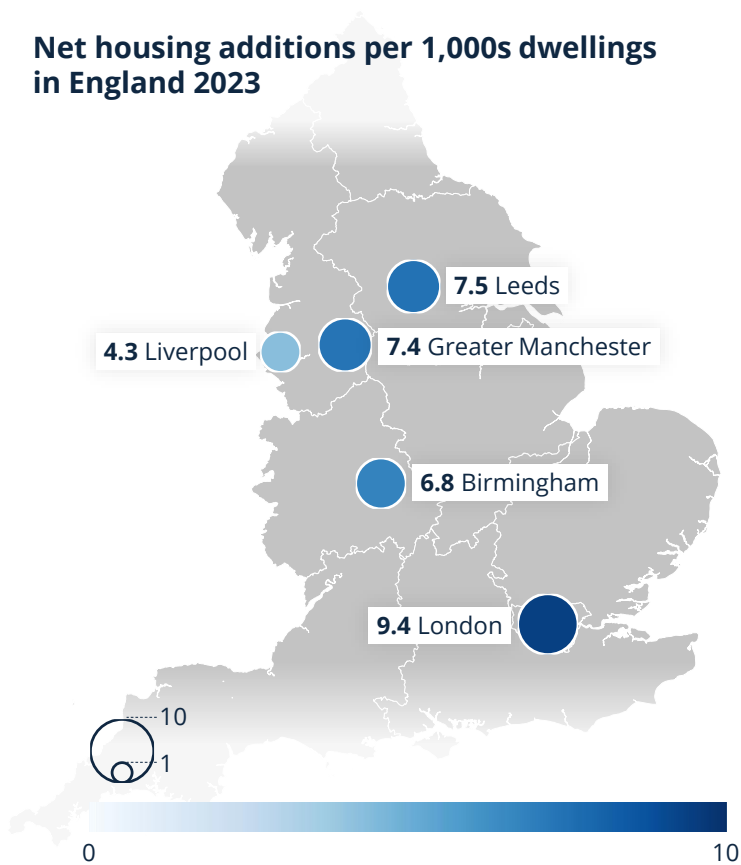 Net housing additions per 1,000s dwellings
in England 2023
7.5 Leeds
7.4 Greater Manchester
4.3 Liverpool
6.8 Birmingham
9.4 London
10
1
0
10